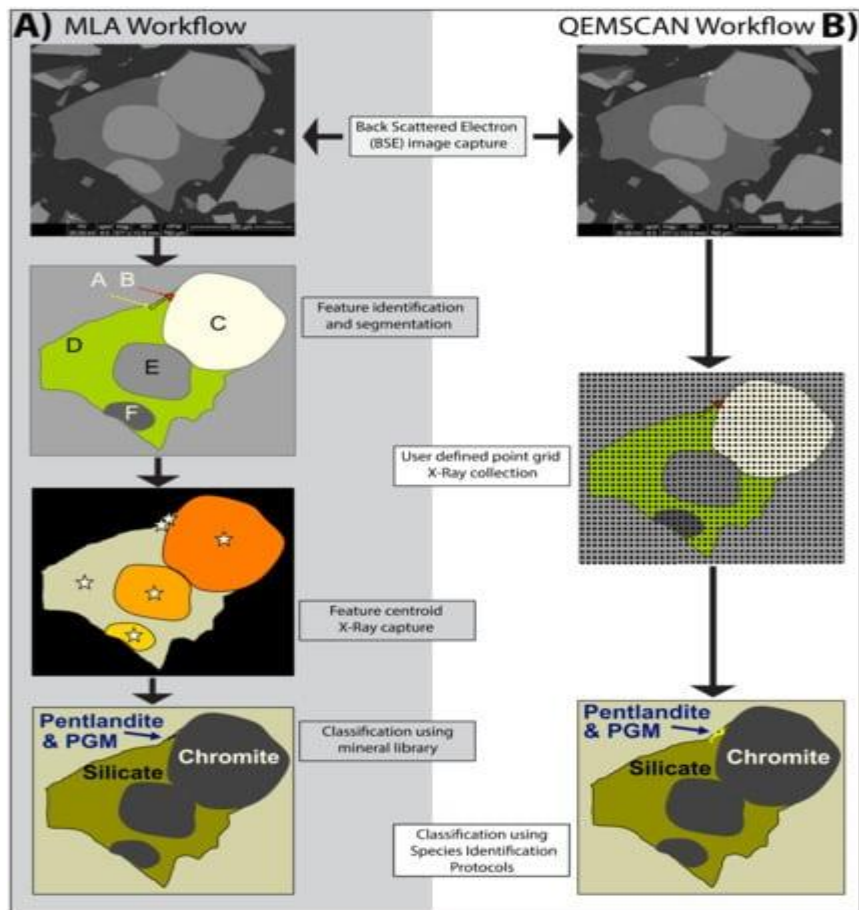 A) MLA Workflow
QEMSCAN Workflow B)
Back Scattered Electron
(BSE) image capture
A B
C
D
E
F
Feature identification
and segmentation
User defined point grid
X-Ray collection
Feature centroid
X-Ray capture
Pentlandite
& PGM
Silicate
Chromite
Classification using
mineral library
Pentlandite
& PGM
Silicate
Chromite
Classification using
Species Identification
Protocols